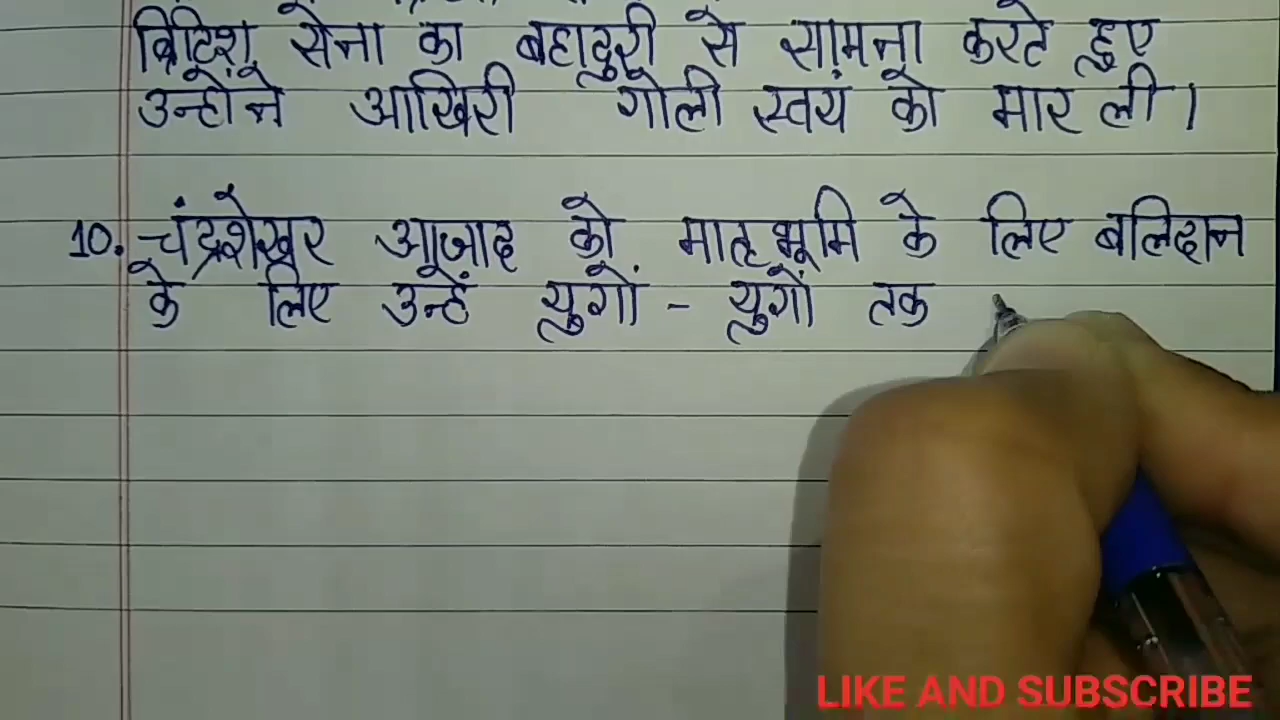 ब्रिटिश सेना का बहादुरी से सामना करते हुए
उन्होंने आखिरी गोली स्वयं को मार ली।
10. चंद्रशेखर आजाद को मातृभूमि के लिए बलिदान
के लिए उन्हें युगों - युगों तक
LIKE AND SUBSCRIBE